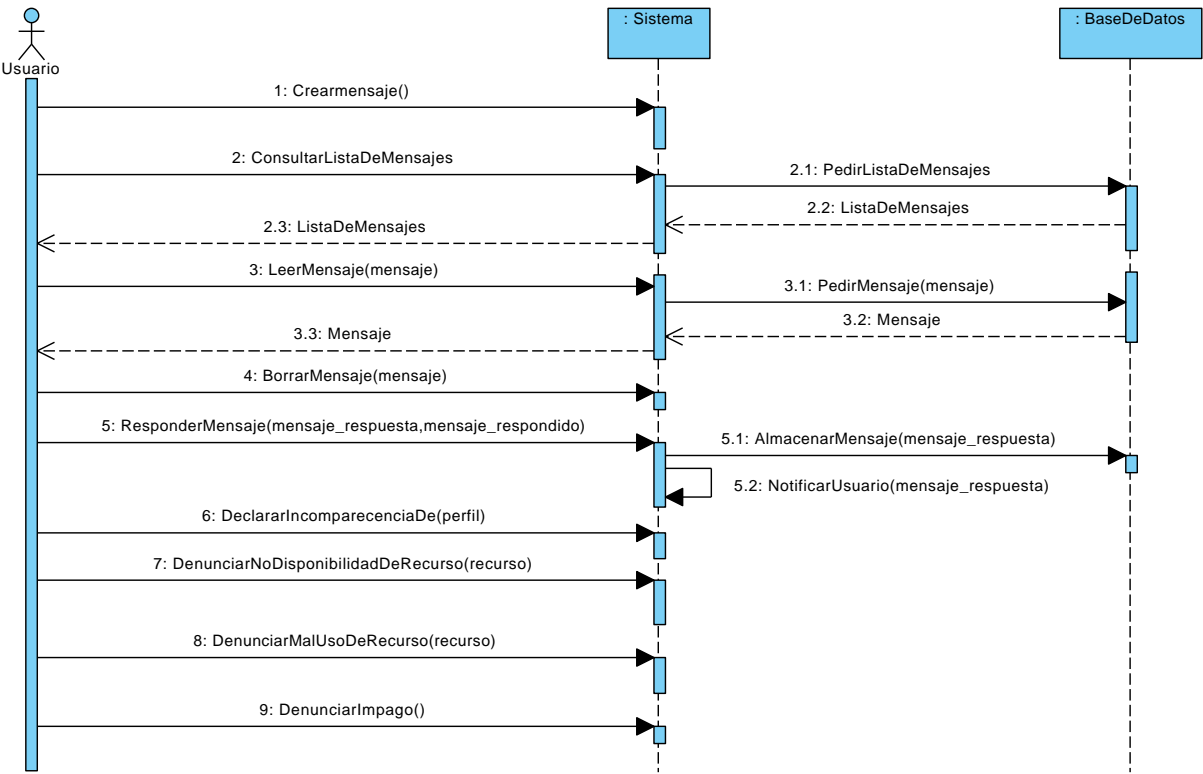 : Sistema
: BaseDeDatos
Usuario
1: Crearmensaje()
2: ConsultarListaDeMensajes
2.1: PedirListaDeMensajes
2.2: ListaDeMensajes
2.3: ListaDeMensajes
3: LeerMensaje(mensaje)
3.1: PedirMensaje(mensaje)
3.2: Mensaje
3.3: Mensaje
4: BorrarMensaje(mensaje)
5: ResponderMensaje(mensaje_respuesta,mensaje_respondido)
5.1: AlmacenarMensaje(mensaje_respuesta)
5.2: NotificarUsuario(mensaje_respuesta)
6: DeclararIncomparecenciaDe(perfil)
7: DenunciarNoDisponibilidadDeRecurso(recurso)
8: DenunciarMalUsoDeRecurso(recurso)
9: DenunciarImpago()